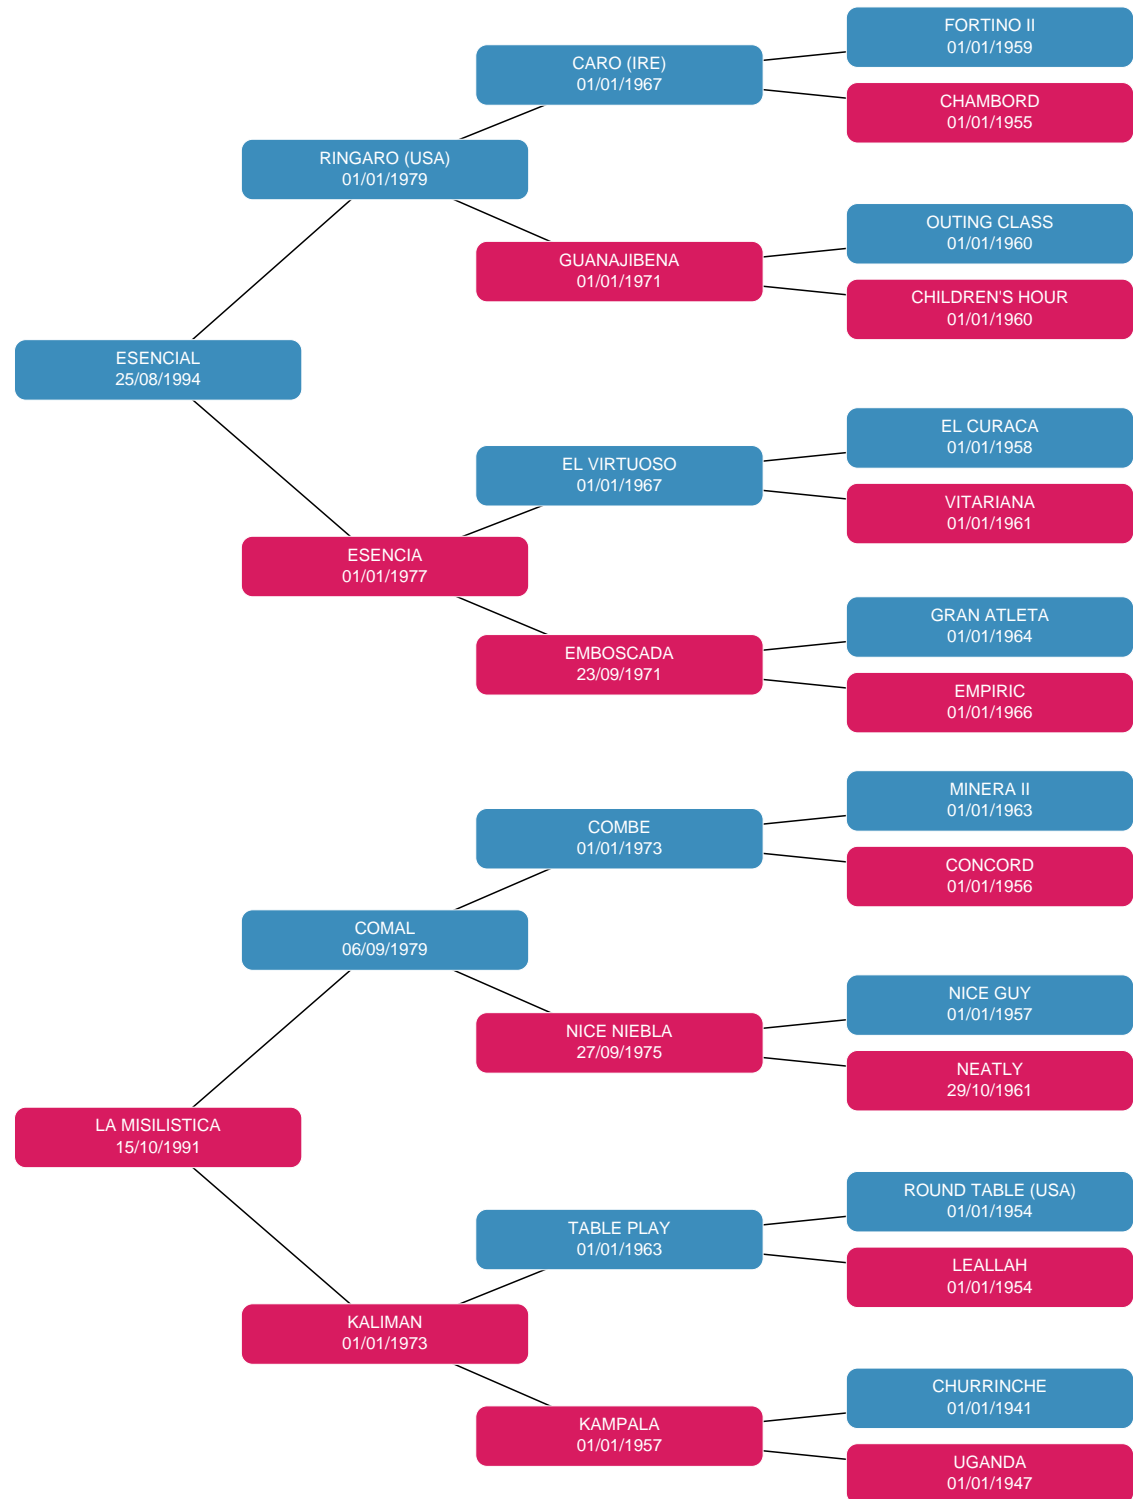 FORTINO II
01/01/1959
CARO (IRE)
01/01/1967
CHAMBORD
01/01/1955
RINGARO (USA)
01/01/1979
OUTING CLASS
01/01/1960
GUANAJIBENA
01/01/1971
CHILDREN'S HOUR
01/01/1960
ESENCIAL
25/08/1994
EL CURACA
01/01/1958
EL VIRTUOSO
01/01/1967
VITARIANA
01/01/1961
ESENCIA
01/01/1977
GRAN ATLETA
01/01/1964
EMBOSCADA
23/09/1971
EMPIRIC
01/01/1966
MINERA II
01/01/1963
COMBE
01/01/1973
CONCORD
01/01/1956
COMAL
06/09/1979
NICE GUY
01/01/1957
NICE NIEBLA
27/09/1975
NEATLY
29/10/1961
LA MISILISTICA
15/10/1991
ROUND TABLE (USA)
01/01/1954
TABLE PLAY
01/01/1963
LEALLAH
01/01/1954
KALIMAN
01/01/1973
CHURRINCHE
01/01/1941
KAMPALA
01/01/1957
UGANDA
01/01/1947